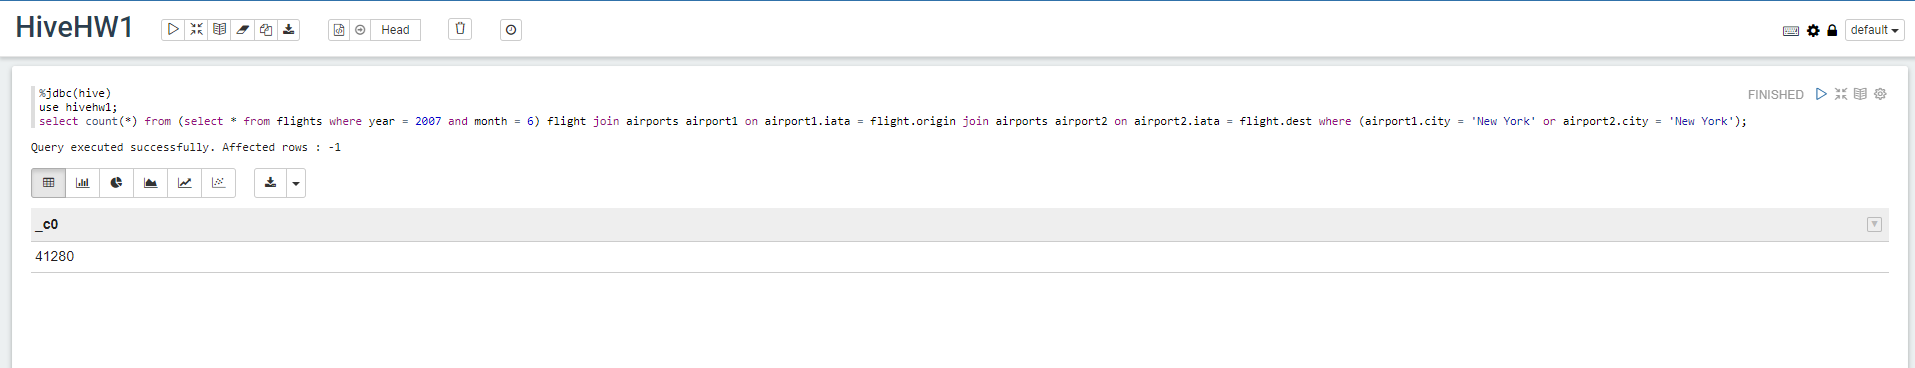 HiveHW1
Head
default
%jdbc(hive)
FINISHED
use hivehw1;
select count(*) from (select * from flights where year = 2007 and month = 6) flight join airports airport1 on airport1.iata = flight.origin join airports airport2 on airport2.iata = flight.dest where (airport1.city = 'New York' or airport2.city = 'New York');
Query executed successfully. Affected rows : -1
_c0
41280